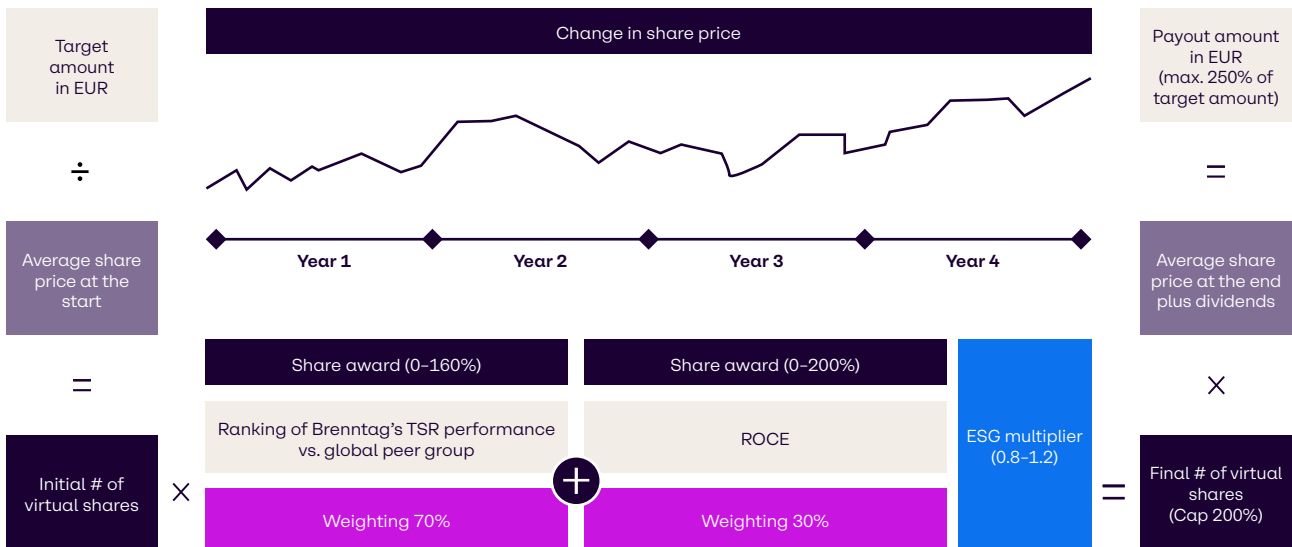 Target
amount
in EUR
÷
Average share
price at the
start
=
Initial # of
virtual shares
×
Change in share price
Year 1
Year 2
Year 3
Year 4
Share award (0–160%)
Ranking of Brenntag’s TSR performance
vs. global peer group
Weighting 70%
+
Share award (0–200%)
ROCE
Weighting 30%
ESG multiplier
(0.8–1.2)
=
Payout amount
in EUR
(max. 250% of
target amount)
=
Average share
price at the end
plus dividends
×
Final # of virtual
shares
(Cap 200%)